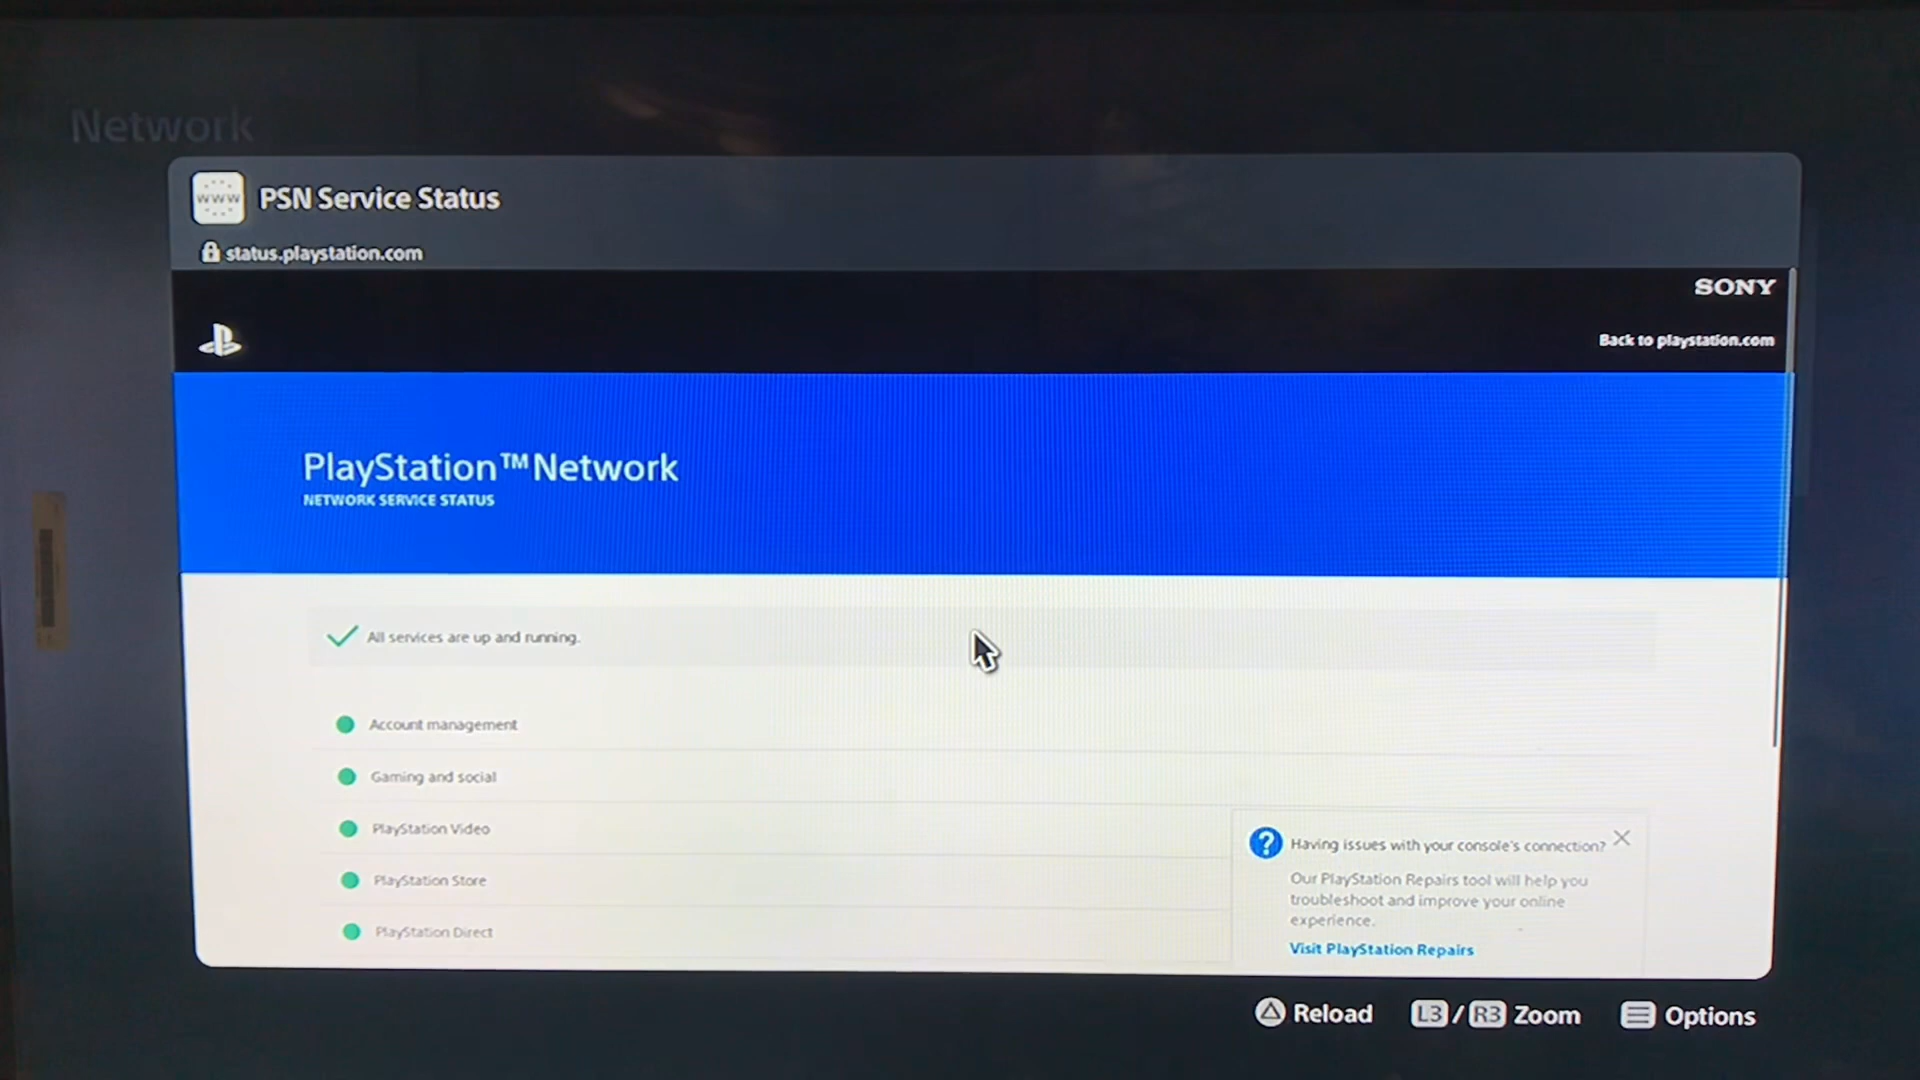 Network
www
PSN Service Status
status.playstation.com
SONY
Back to playstation.com
PlayStation™Network
NETWORK SERVICE STATUS
All services are up and running.
Account management
Gaming and social
PlayStation Video
PlayStation Store
PlayStation Direct
? Having issues with your console's connection?
Our PlayStation Repairs tool will help you
troubleshoot and improve your online
experience.
Visit PlayStation Repairs
Reload L3 / R3 Zoom Options